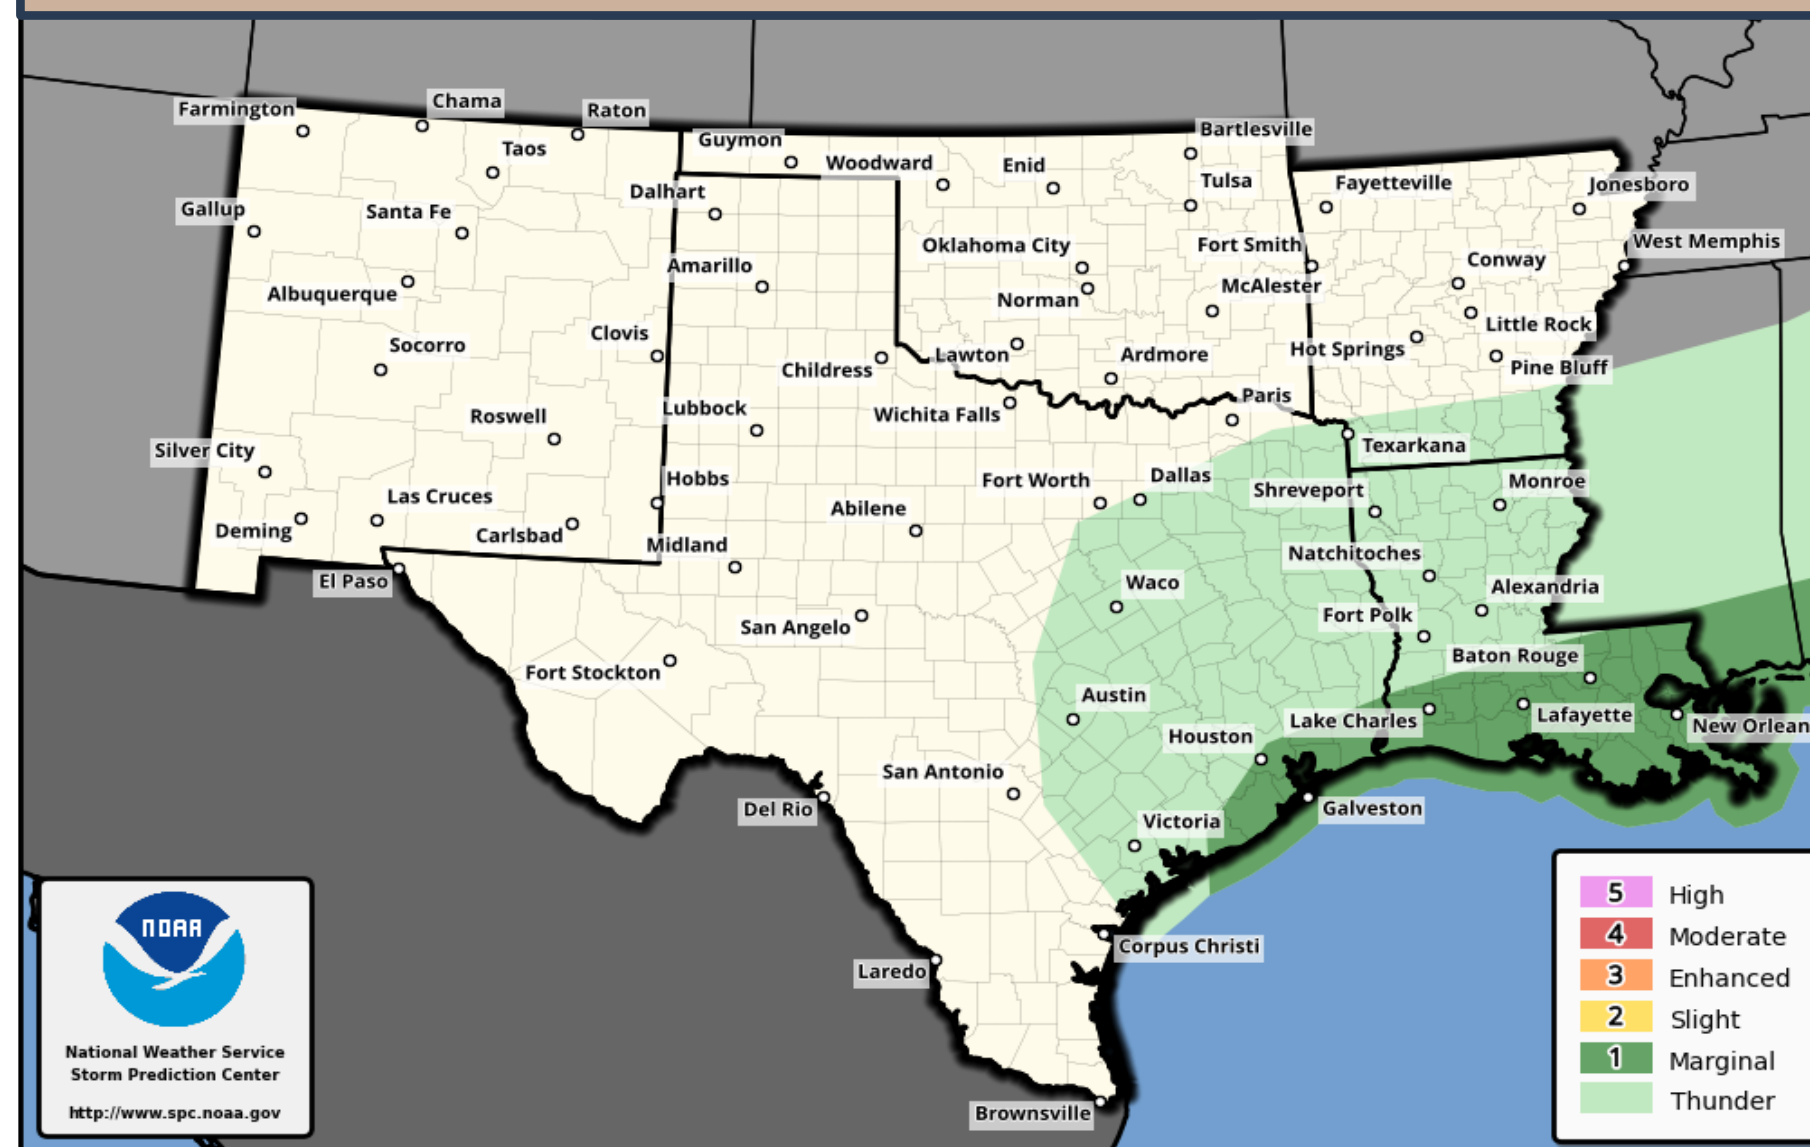 Farmington
Chama
Raton
Taos
Guymon
Woodward
Enid
Bartlesville
Tulsa
Dalhart
Fayetteville
Jonesboro
Gallup
Santa Fe
Oklahoma City
Fort Smith
West Memphis
Amarillo
Conway
Albuquerque
Norman
McAlester
Socorro
Clovis
Childress
Lawton
Ardmore
Hot Springs
Little Rock
Pine Bluff
Roswell
Lubbock
Wichita Falls
Paris
Silver City
Texarkana
Las Cruces
Hobbs
Fort Worth
Dallas
Shreveport
Monroe
Deming
Carlsbad
Midland
Abilene
Natchitoches
El Paso
Waco
Alexandria
San Angelo
Fort Polk
Fort Stockton
Baton Rouge
Austin
Lake Charles
Lafayette
New Orlean
Houston
San Antonio
Del Rio
Victoria
Galveston
Corpus Christi
Laredo
Brownsville
NOAA
National Weather Service
Storm Prediction Center
http://www.spc.noaa.gov
5 High
4 Moderate
3 Enhanced
2 Slight
1 Marginal
Thunder